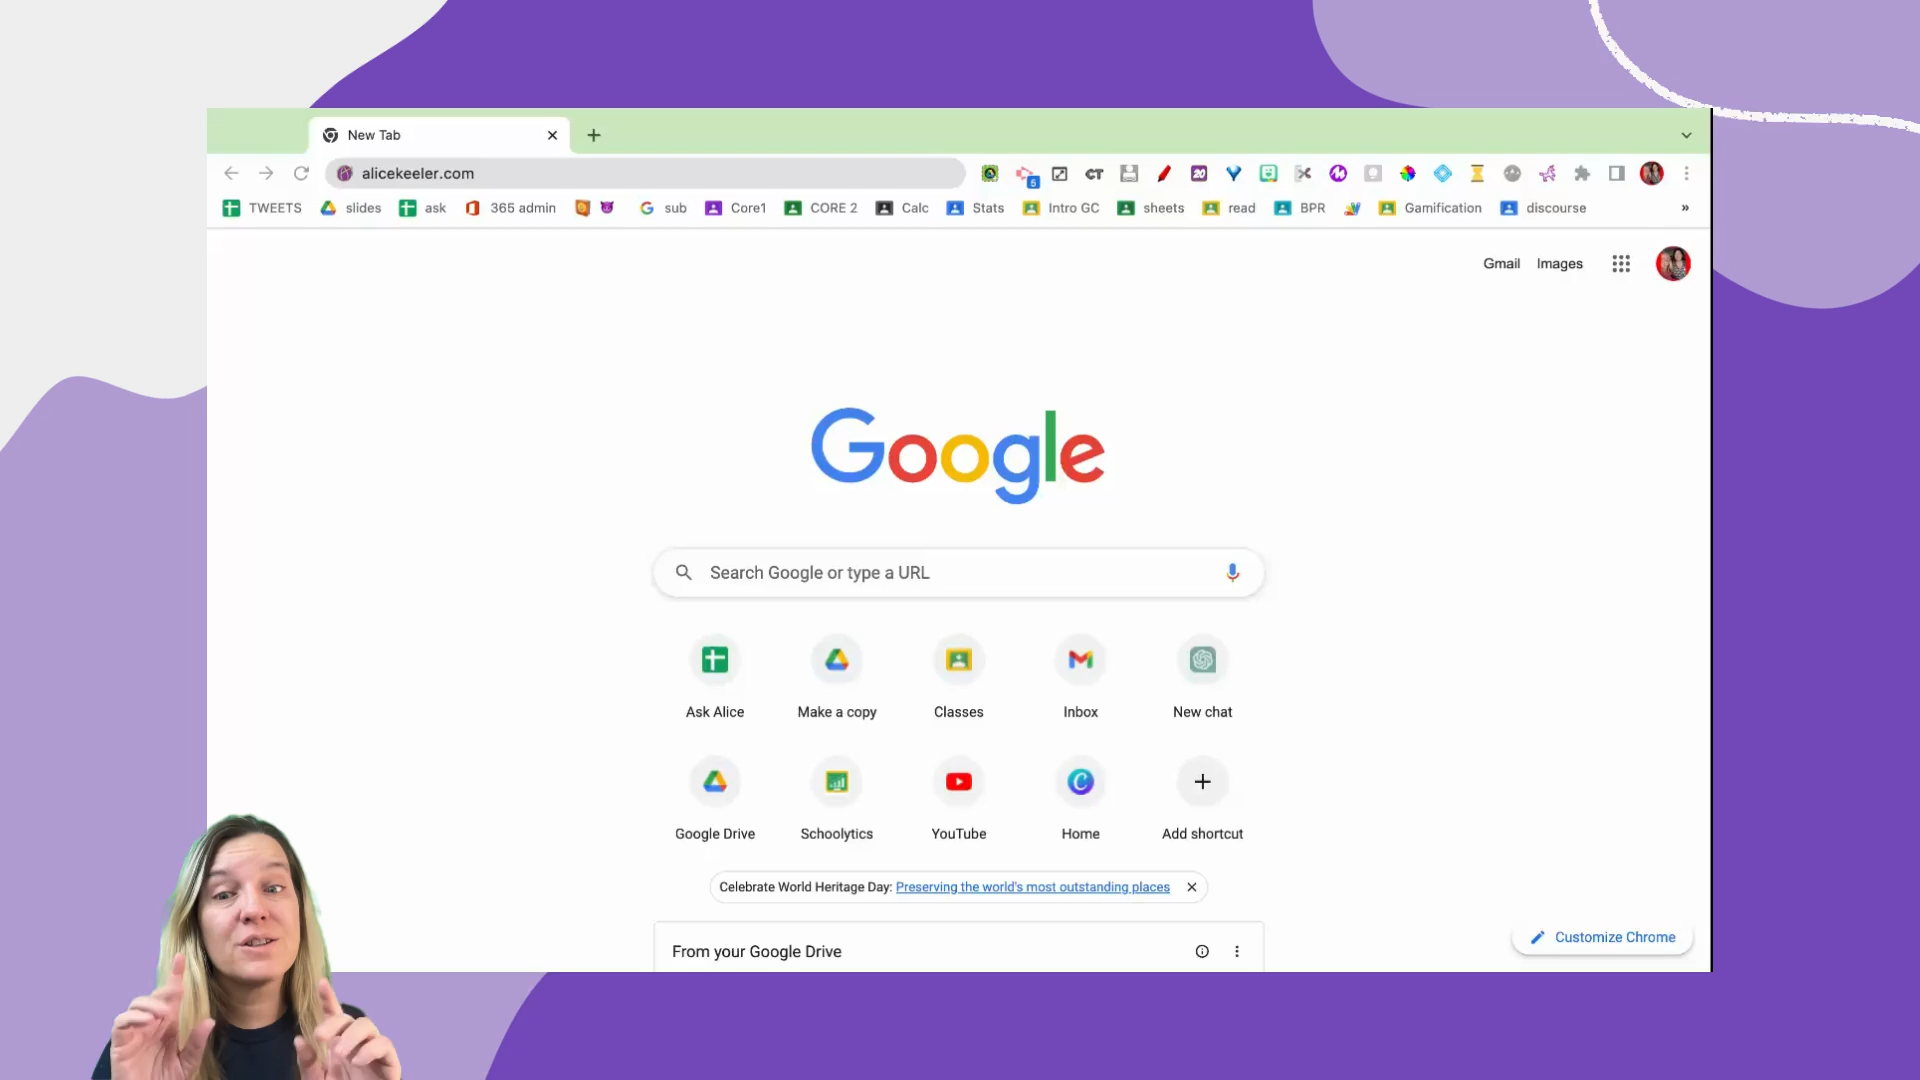 New Tab
alicekeeler.com
5
CT
20
TWEETS slides ask 365 admin sub Core1 CORE 2 Calc Stats Intro GC sheets read BPR Gamification discourse »
Gmail Images
Google
Search Google or type a URL
Ask Alice Make a copy Classes Inbox New chat
Google Drive Schoolytics YouTube Home Add shortcut
Celebrate World Heritage Day: Preserving the world's most outstanding places
From your Google Drive
Customize Chrome